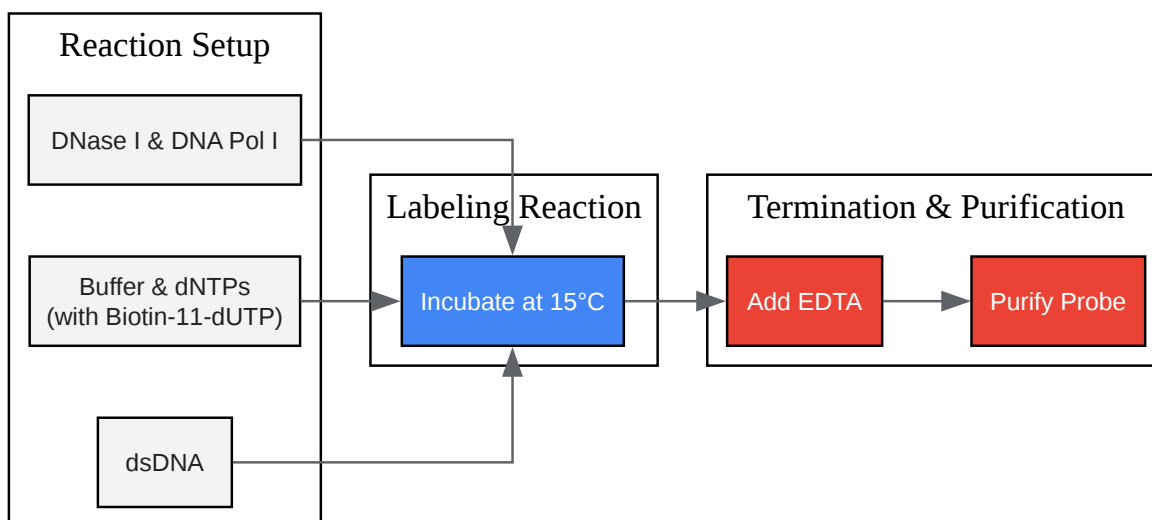 Reaction Setup
DNase I & DNA Pol I
Buffer & dNTPs
(with Biotin-11-dUTP)
dsDNA
Labeling Reaction
Incubate at 15°C
Termination & Purification
Add EDTA
Purify Probe